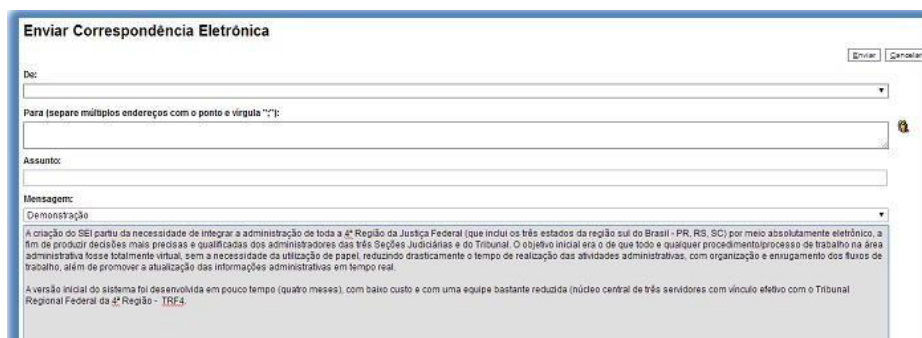 Enviar Correspondência Eletrônica
Enviar Cancelar
De:
Para (separe múltiplos endereços com o ponto e vírgula ";"):
Assunto:
Mensagem:
Demonstração
A criação do SEI partiu da necessidade de integrar a administração de toda a 4ª Região da Justiça Federal (que inclui os três estados da região sul do Brasil - PR, RS, SC) por meio absolutamente eletrônico, a
fim de produzir decisões mais precisas e qualificadas dos administradores das três Seções Judiciárias e do Tribunal. O objetivo inicial era o de que todo e qualquer procedimento/processo de trabalho na área
administrativa fosse totalmente virtual, sem a necessidade da utilização de papel, reduzindo drasticamente o tempo de realização das atividades administrativas, com organização e enxugamento dos fluxos de
trabalho, além de promover a atualização das informações administrativas em tempo real.
A versão inicial do sistema foi desenvolvida em pouco tempo (quatro meses), com baixo custo e com uma equipe bastante reduzida (núcleo central de três servidores com vínculo efetivo com o Tribunal
Regional Federal da 4ª Região - TRF4.